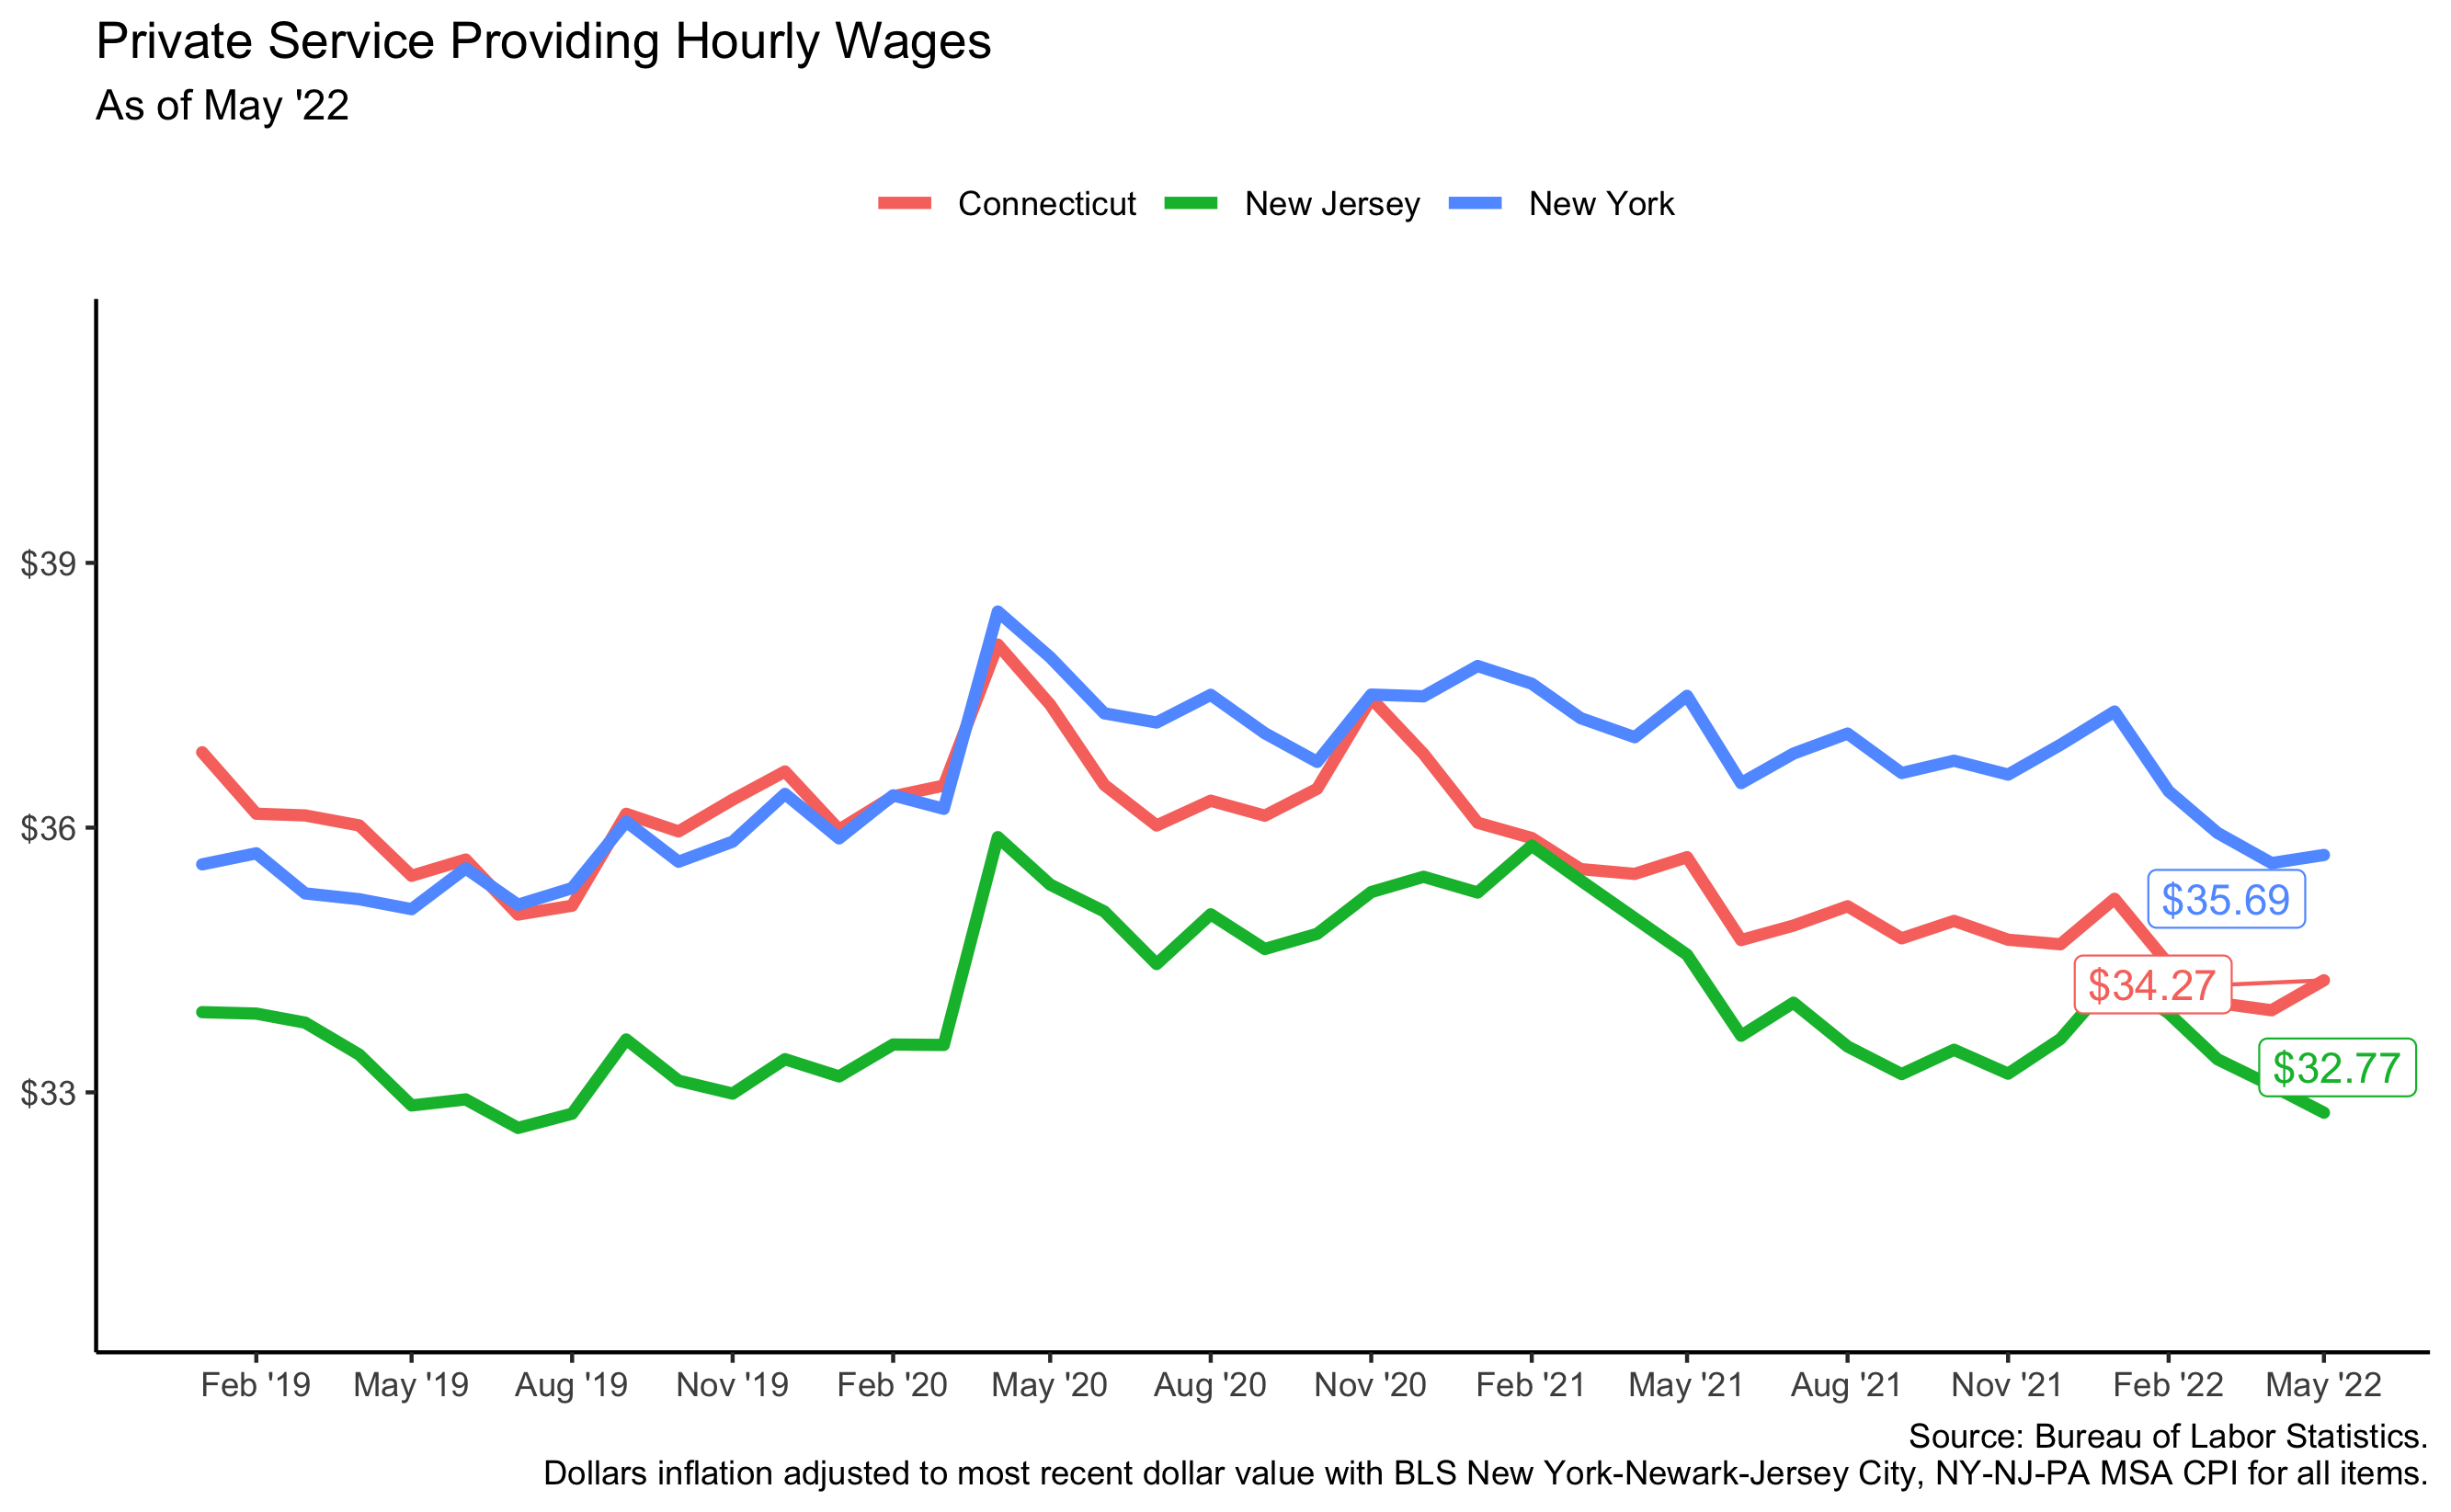 Private Service Providing Hourly Wages
As of May '22
Connecticut New Jersey New York
$39
$36
$33
$35.69
$34.27
$32.77
Feb '19 May '19 Aug '19 Nov '19 Feb '20 May '20 Aug '20 Nov '20 Feb '21 May '21 Aug '21 Nov '21 Feb '22 May '22
Source: Bureau of Labor Statistics.
Dollars inflation adjusted to most recent dollar value with BLS New York-Newark-Jersey City, NY-NJ-PA MSA CPI for all items.